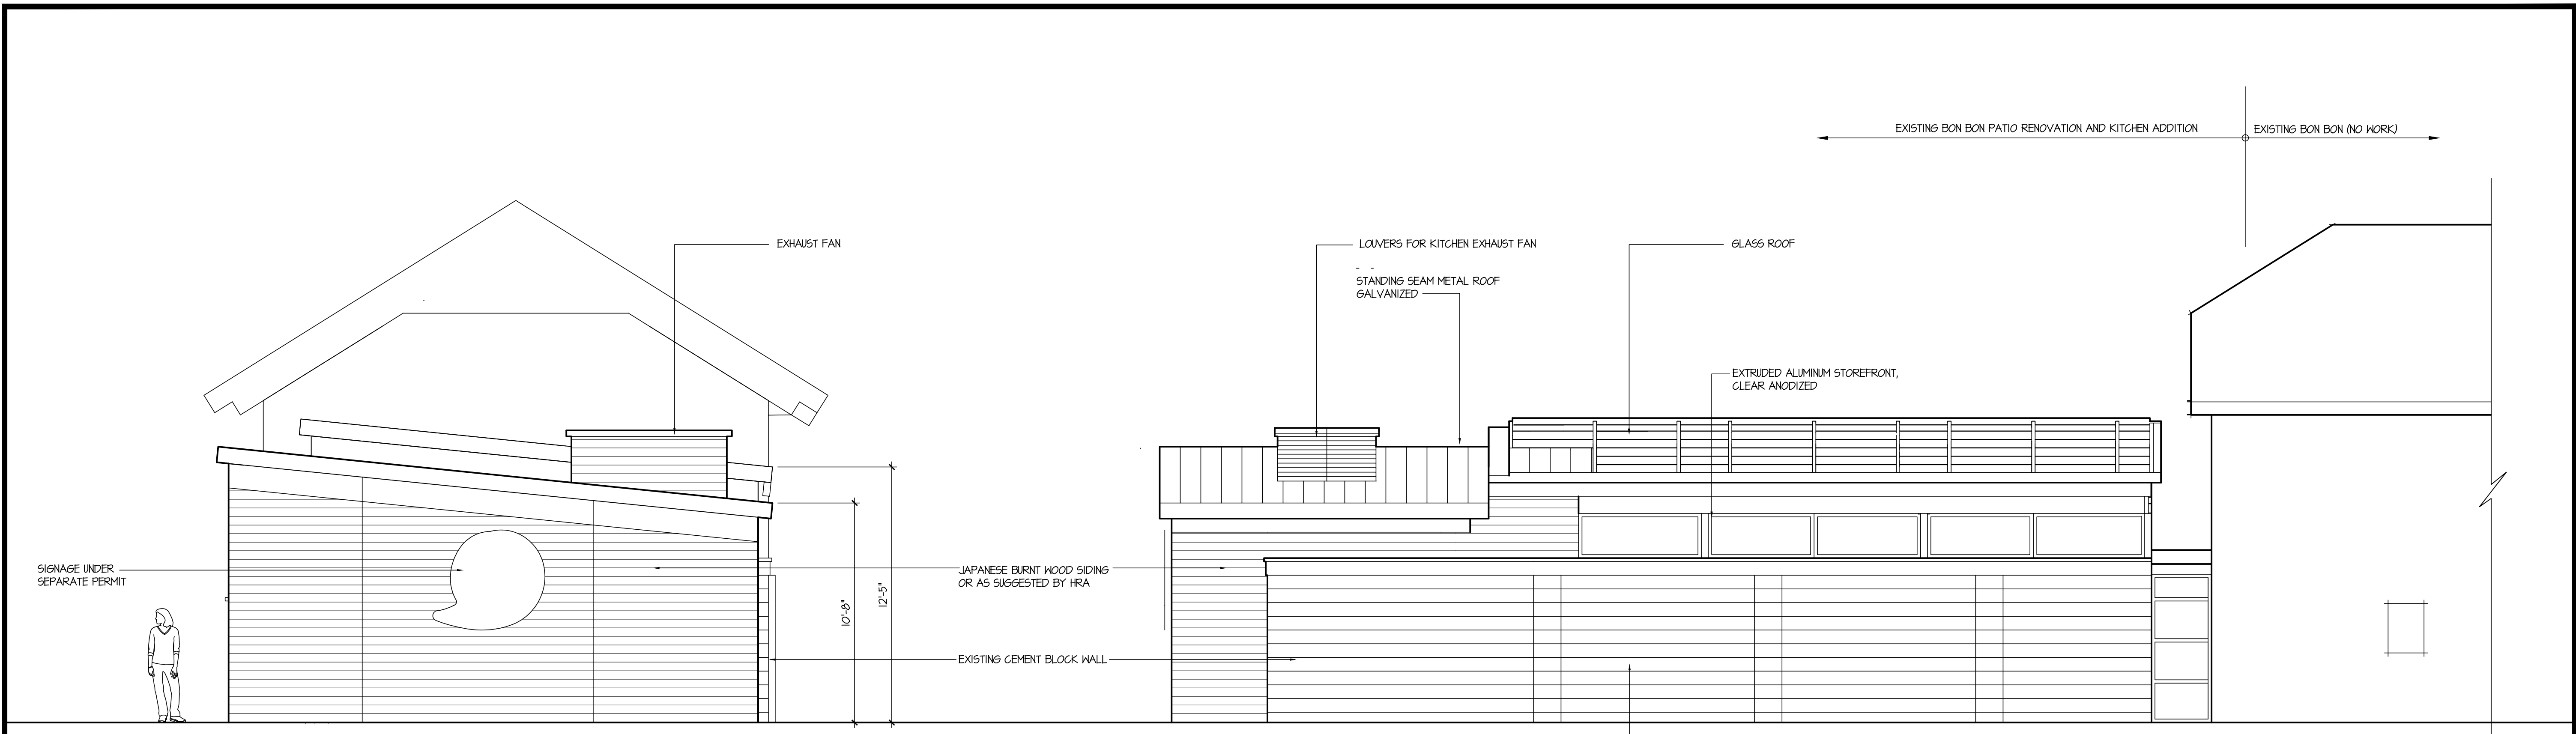 EXISTING BON BON PATIO RENOVATION AND KITCHEN ADDITION
EXISTING BON BON (NO WORK)
EXHAUST FAN
LOUVERS FOR KITCHEN EXHAUST FAN
GLASS ROOF
STANDING SEAM METAL ROOF
GALVANIZED
EXTRUDED ALUMINUM STOREFRONT,
CLEAR ANODIZED
SIGNAGE UNDER
SEPARATE PERMIT
JAPANESE BURNT WOOD SIDING
OR AS SUGGESTED BY HRA
10'-8"
12'-5"
EXISTING CEMENT BLOCK WALL